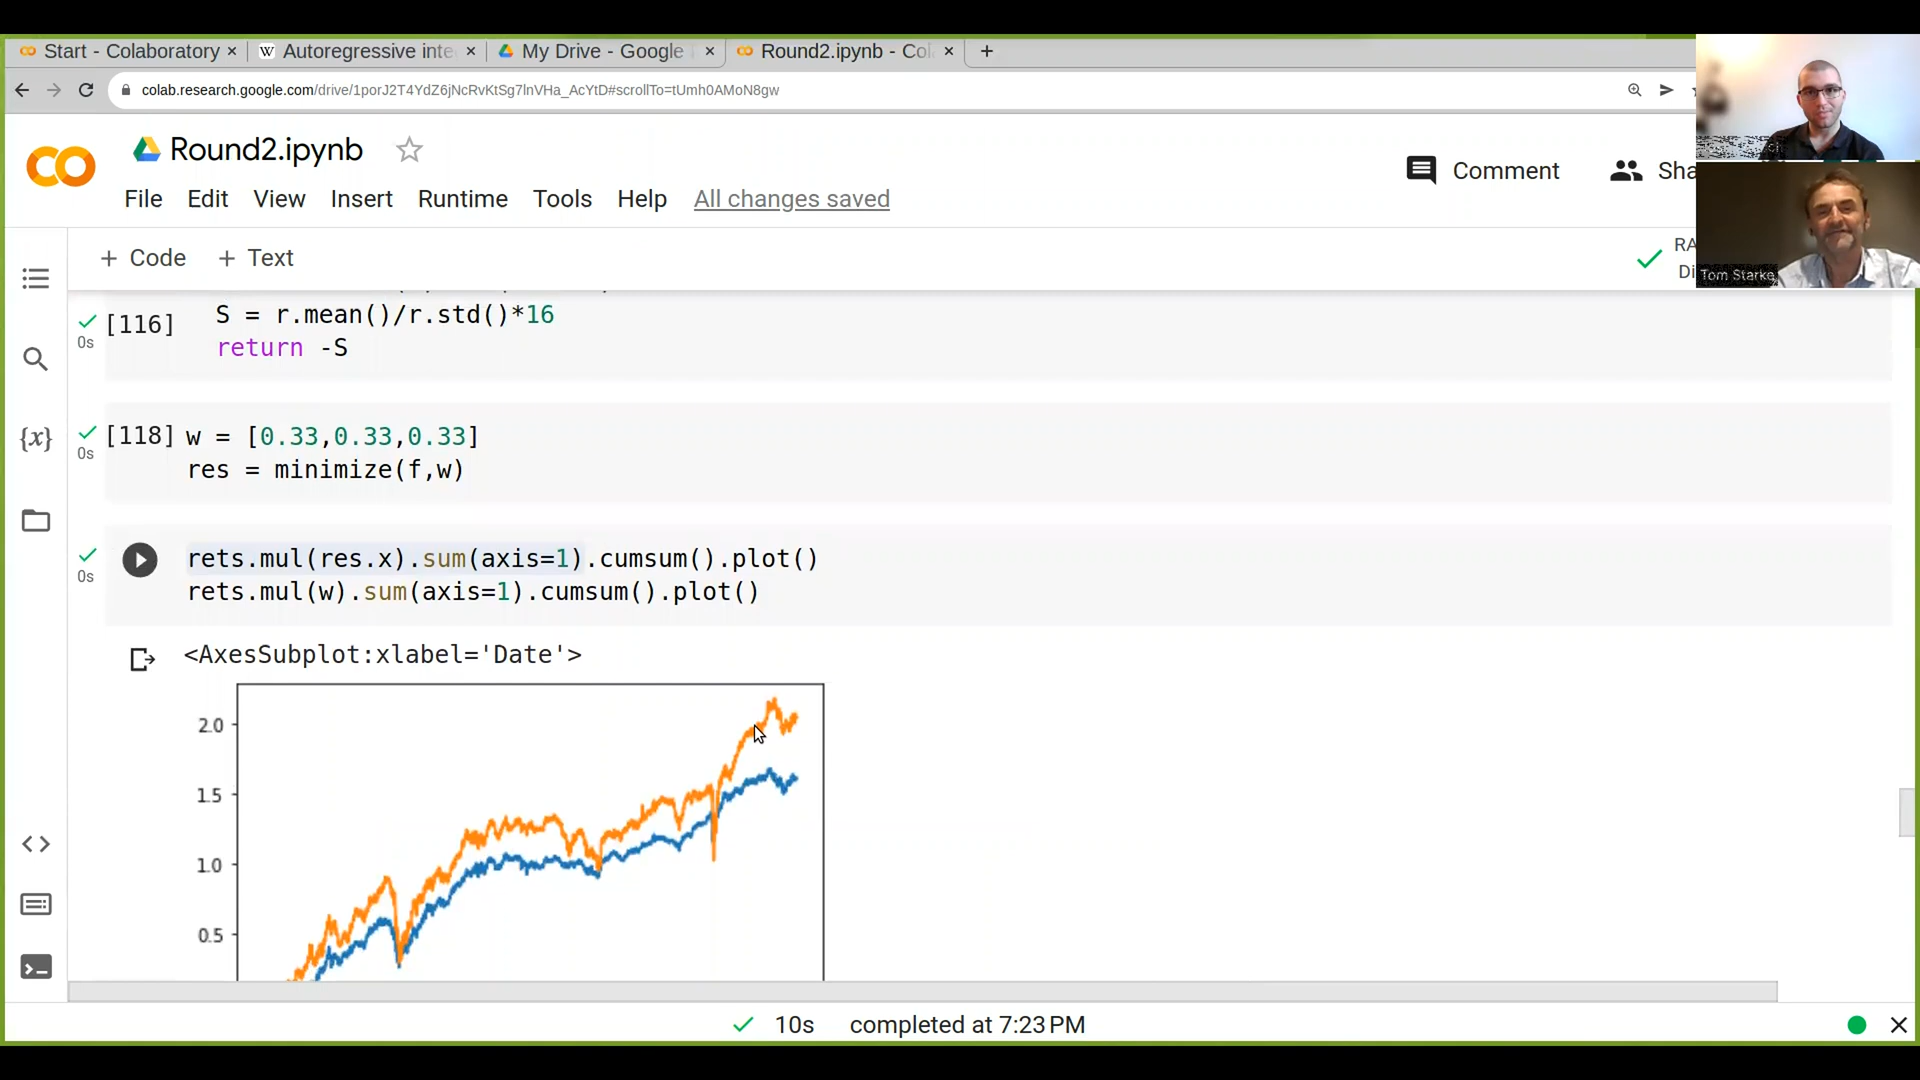 Start - Colaboratory
Autoregressive inte
My Drive - Google
Round2.ipynb - Col
colab.research.google.com/drive/1porJ2T4YdZ6jNcRvKtSg7lnVHa_AcYtD#scrollTo=tUmh0AMoN8gw
Round2.ipynb
File Edit View Insert Runtime Tools Help All changes saved
Comment
Sha
+ Code + Text
RA
Di
Tom Starke
[116] S = r.mean()/r.std()*16
0s
return -S
[118] w = [0.33,0.33,0.33]
0s
res = minimize(f,w)
rets.mul(res.x).sum(axis=1).cumsum().plot()
0s
rets.mul(w).sum(axis=1).cumsum().plot()
<AxesSubplot:xlabel='Date'>
2.0
1.5
1.0
0.5
10s completed at 7:23 PM